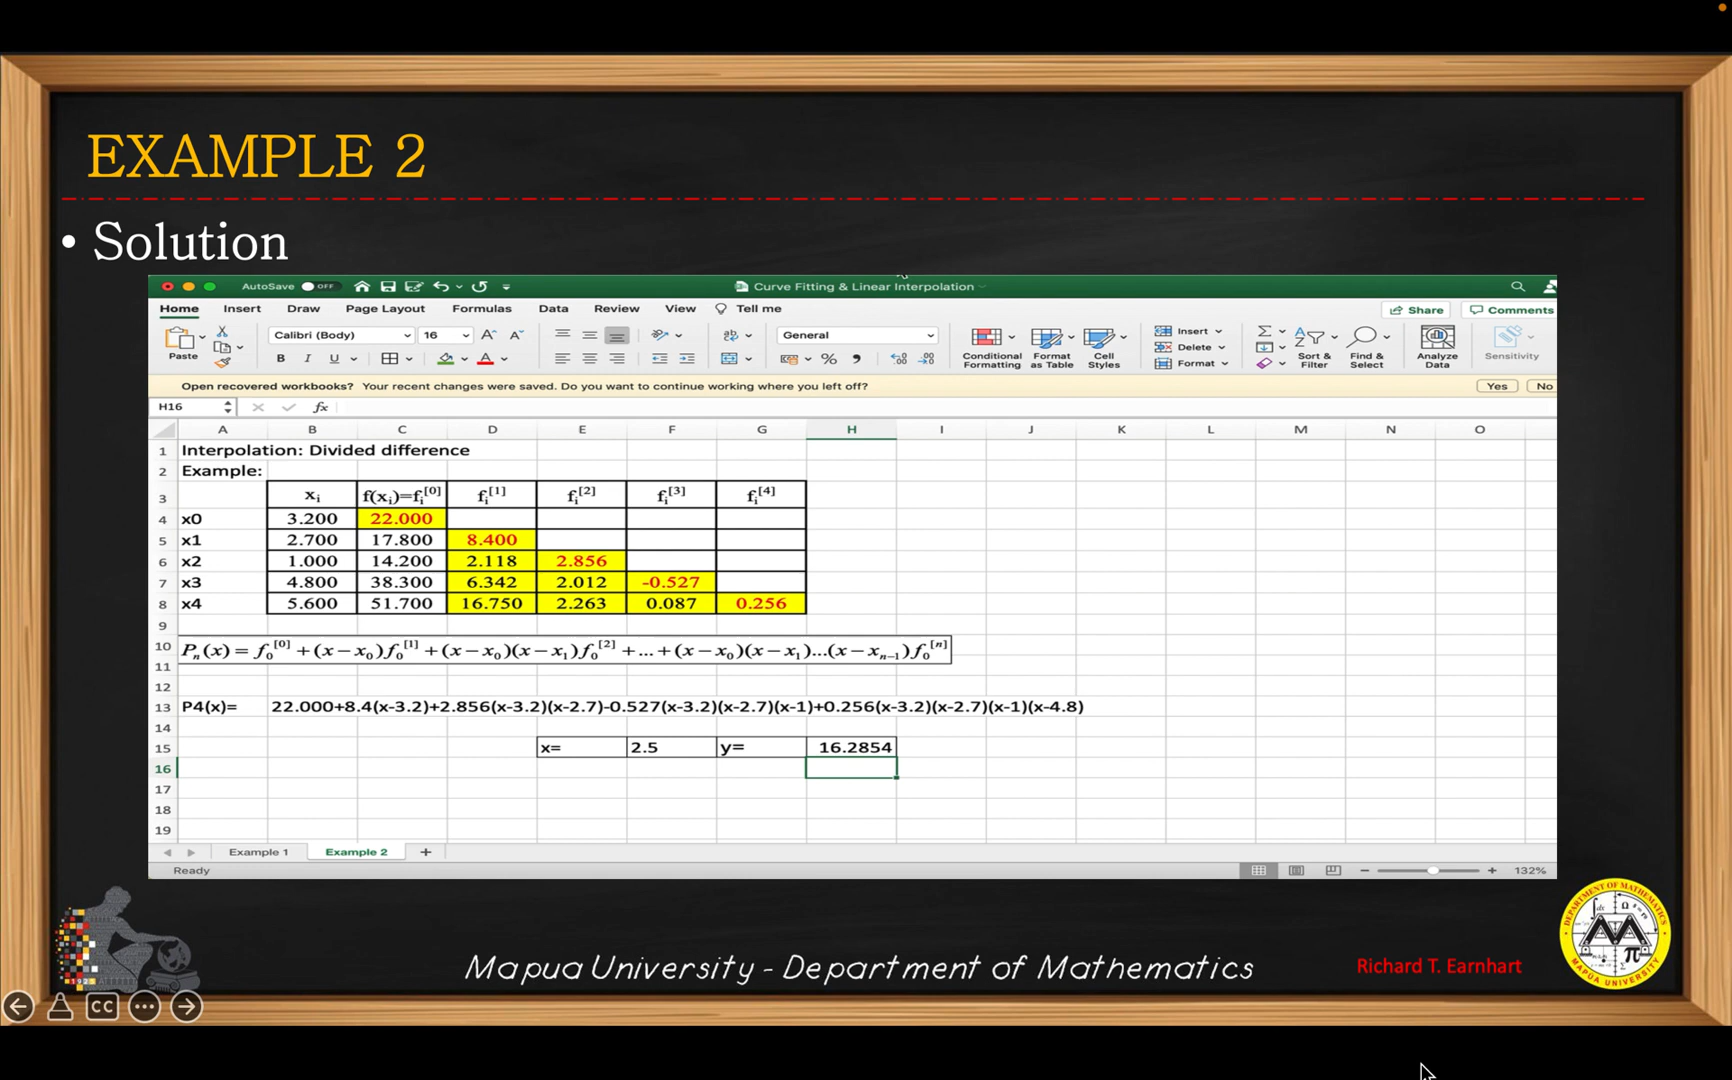 EXAMPLE 2
• Solution
AutoSave OFF
Curve Fitting & Linear Interpolation
Home Insert Draw Page Layout Formulas Data Review View Tell me
Share Comments
Paste
Calibri (Body) 16
B I U
General
Conditional Formatting
Format as Table
Cell Styles
Insert
Delete
Format
Sort & Filter
Find & Select
Analyze Data
Sensitivity
Open recovered workbooks? Your recent changes were saved. Do you want to continue working where you left off? Yes No
H16 fx
A B C D E F G H I J K L M N O
1 Interpolation: Divided difference
2 Example:
3 xᵢ f(xᵢ)=fᵢ^[0] fᵢ^[1] fᵢ^[2] fᵢ^[3] fᵢ^[4]
4 x0 3.200 22.000
5 x1 2.700 17.800 8.400
6 x2 1.000 14.200 2.118 2.856
7 x3 4.800 38.300 6.342 2.012 -0.527
8 x4 5.600 51.700 16.750 2.263 0.087 0.256
9
10 Pₙ(x) = f₀^[0] + (x − x₀)f₀^[1] + (x − x₀)(x − x₁)f₀^[2] + ... + (x − x₀)(x − x₁)...(x − xₙ₋₁)f₀^[n]
11
12
13 P4(x)= 22.000+8.4(x-3.2)+2.856(x-3.2)(x-2.7)-0.527(x-3.2)(x-2.7)(x-1)+0.256(x-3.2)(x-2.7)(x-1)(x-4.8)
14
15 x= 2.5 y= 16.2854
16
17
18
19
Example 1 Example 2 +
Ready 132%
Mapua University - Department of Mathematics
Richard T. Earnhart
DEPARTMENT OF MATHEMATICS
MAPUA UNIVERSITY
CC